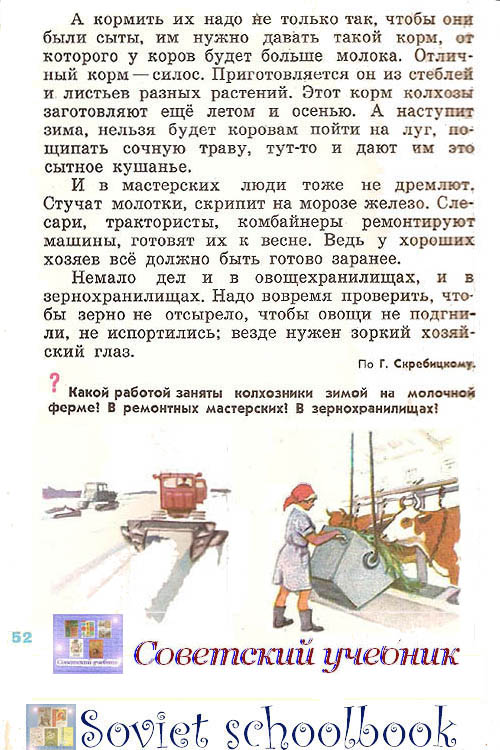 А кормить их надо не только так, чтобы они
были сыты, им нужно давать такой корм, от
которого у коров будет больше молока. Отлич-
ный корм — силос. Приготовляется он из стеблей
и листьев разных растений. Этот корм колхозы
заготовляют ещё летом и осенью. А наступит
зима, нельзя будет коровам пойти на луг, по-
щипать сочную траву, тут-то и дают им это
сытное кушанье.
И в мастерских люди тоже не дремлют.
Стучат молотки, скрипит на морозе железо. Сле-
сари, трактористы, комбайнеры ремонтируют
машины, готовят их к весне. Ведь у хороших
хозяев всё должно быть готово заранее.
Немало дел и в овощехранилищах, и в
зернохранилищах. Надо вовремя проверить, что-
бы зерно не отсырело, чтобы овощи не подгни-
ли, не испортились; везде нужен зоркий хозяй-
ский глаз.
По Г. Скребицкому.
? Какой работой заняты колхозники зимой на молочной
ферме? В ремонтных мастерских? В зернохранилищах?
52
Советский учебник
Советский учебник
Soviet schoolbook